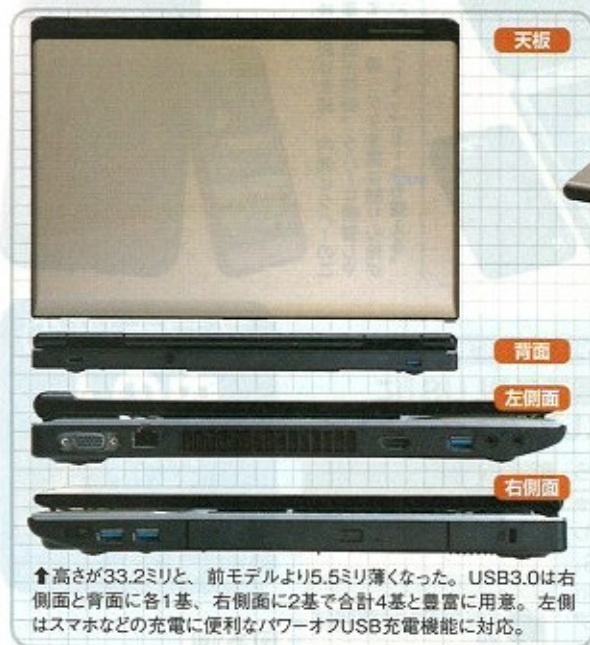 天板
背面
左側面
右側面
↑高さが33.2ミリと、前モデルより5.5ミリ薄くなった。USB3.0は右
側面と背面に各1基、右側面に2基で合計4基と豊富に用意。左側
はスマホなどの充電に便利なパワーオフUSB充電機能に対応。